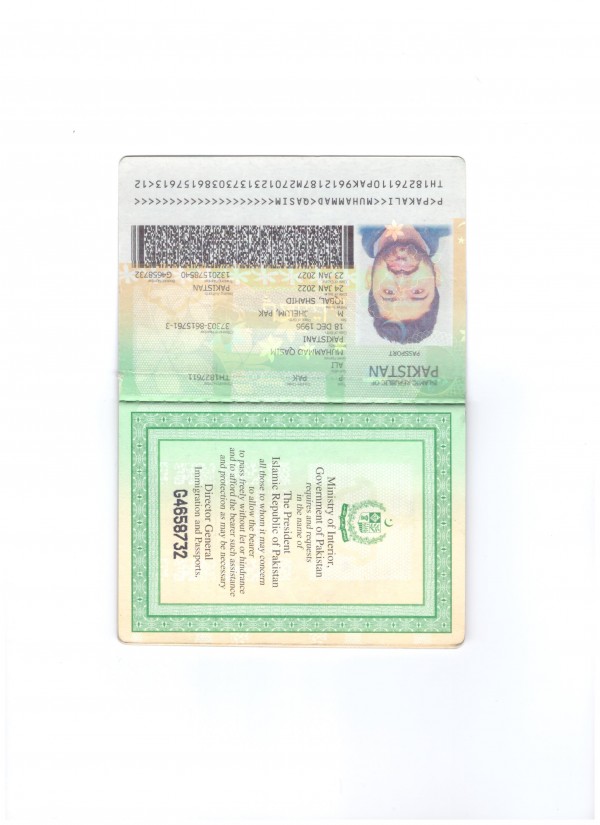 ISLAMIC REPUBLIC OF
PAKISTAN
PASSPORT
P PAK TH1827611
ALI
MUHAMMAD QASIM
PAKISTANI
18 DEC 1996 37303-8615761-3
M JHELUM, PAK
IQBAL, SHAHID
24 JAN 2022 PAKISTAN
23 JAN 2027 13201578540 G4658732
P<PAKALI<<MUHAMMAD<QASIM<<<<<<<<<<<<<<<<<<<<
TH18276110PAK9612187M27012313730386157613<12
Ministry of Interior,
Government of Pakistan
requires and requests
in the name of
The President
Islamic Republic of Pakistan
all those to whom it may concern
to allow the bearer
to pass freely without let or hindrance
and to afford the bearer such assistance
and protection as may be necessary
Director General
Immigration and Passports.
G4658732